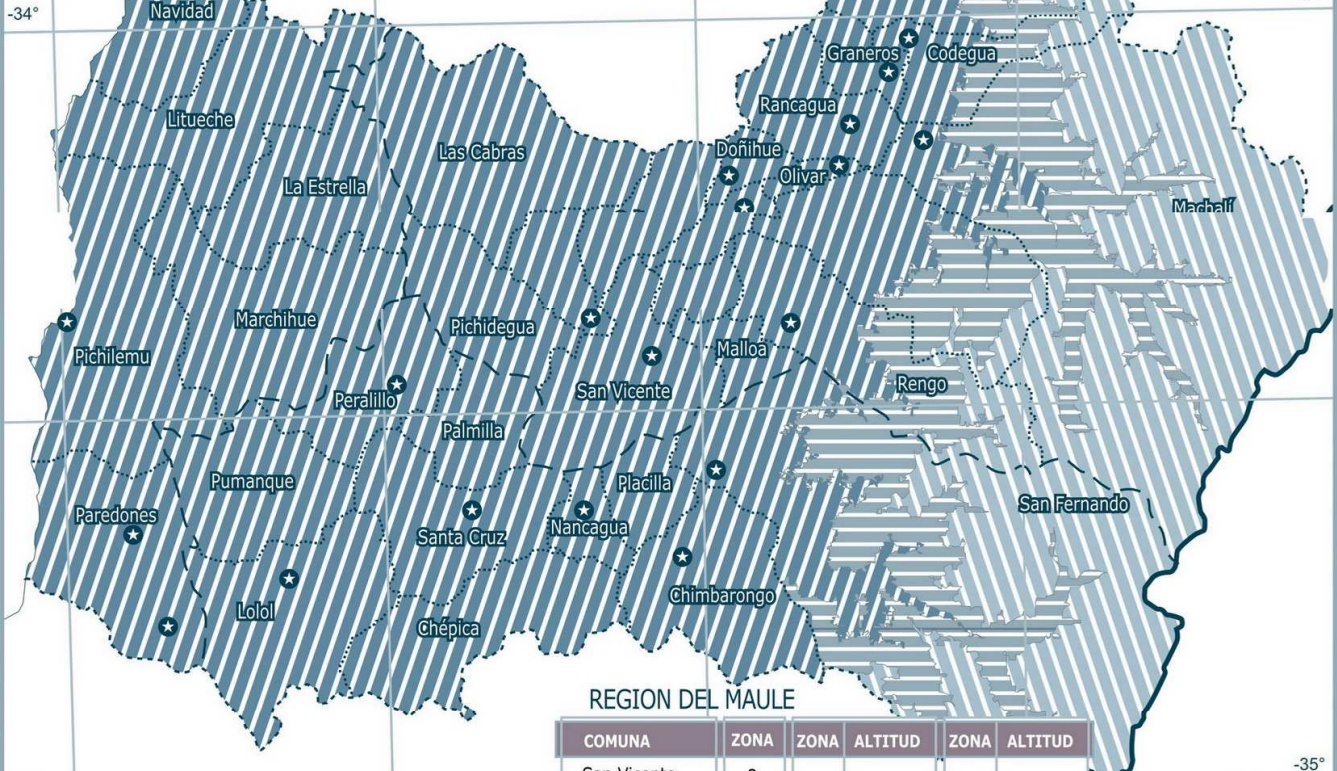 -34°
Navidad
Graneros
Codegua
Rancagua
Litueche
Las Cabras
Doñihue
Olivar
La Estrella
Machalí
Marchihue
Pichidegua
Pichilemu
Malloa
San Vicente
Rengo
Peralillo
Palmilla
Pumanque
Placilla
San Fernando
Paredones
Santa Cruz
Nancagua
Chimbarongo
Lolol
Chépica
REGION DEL MAULE
COMUNA ZONA ZONA ALTITUD ZONA ALTITUD
San Vicente
-35°